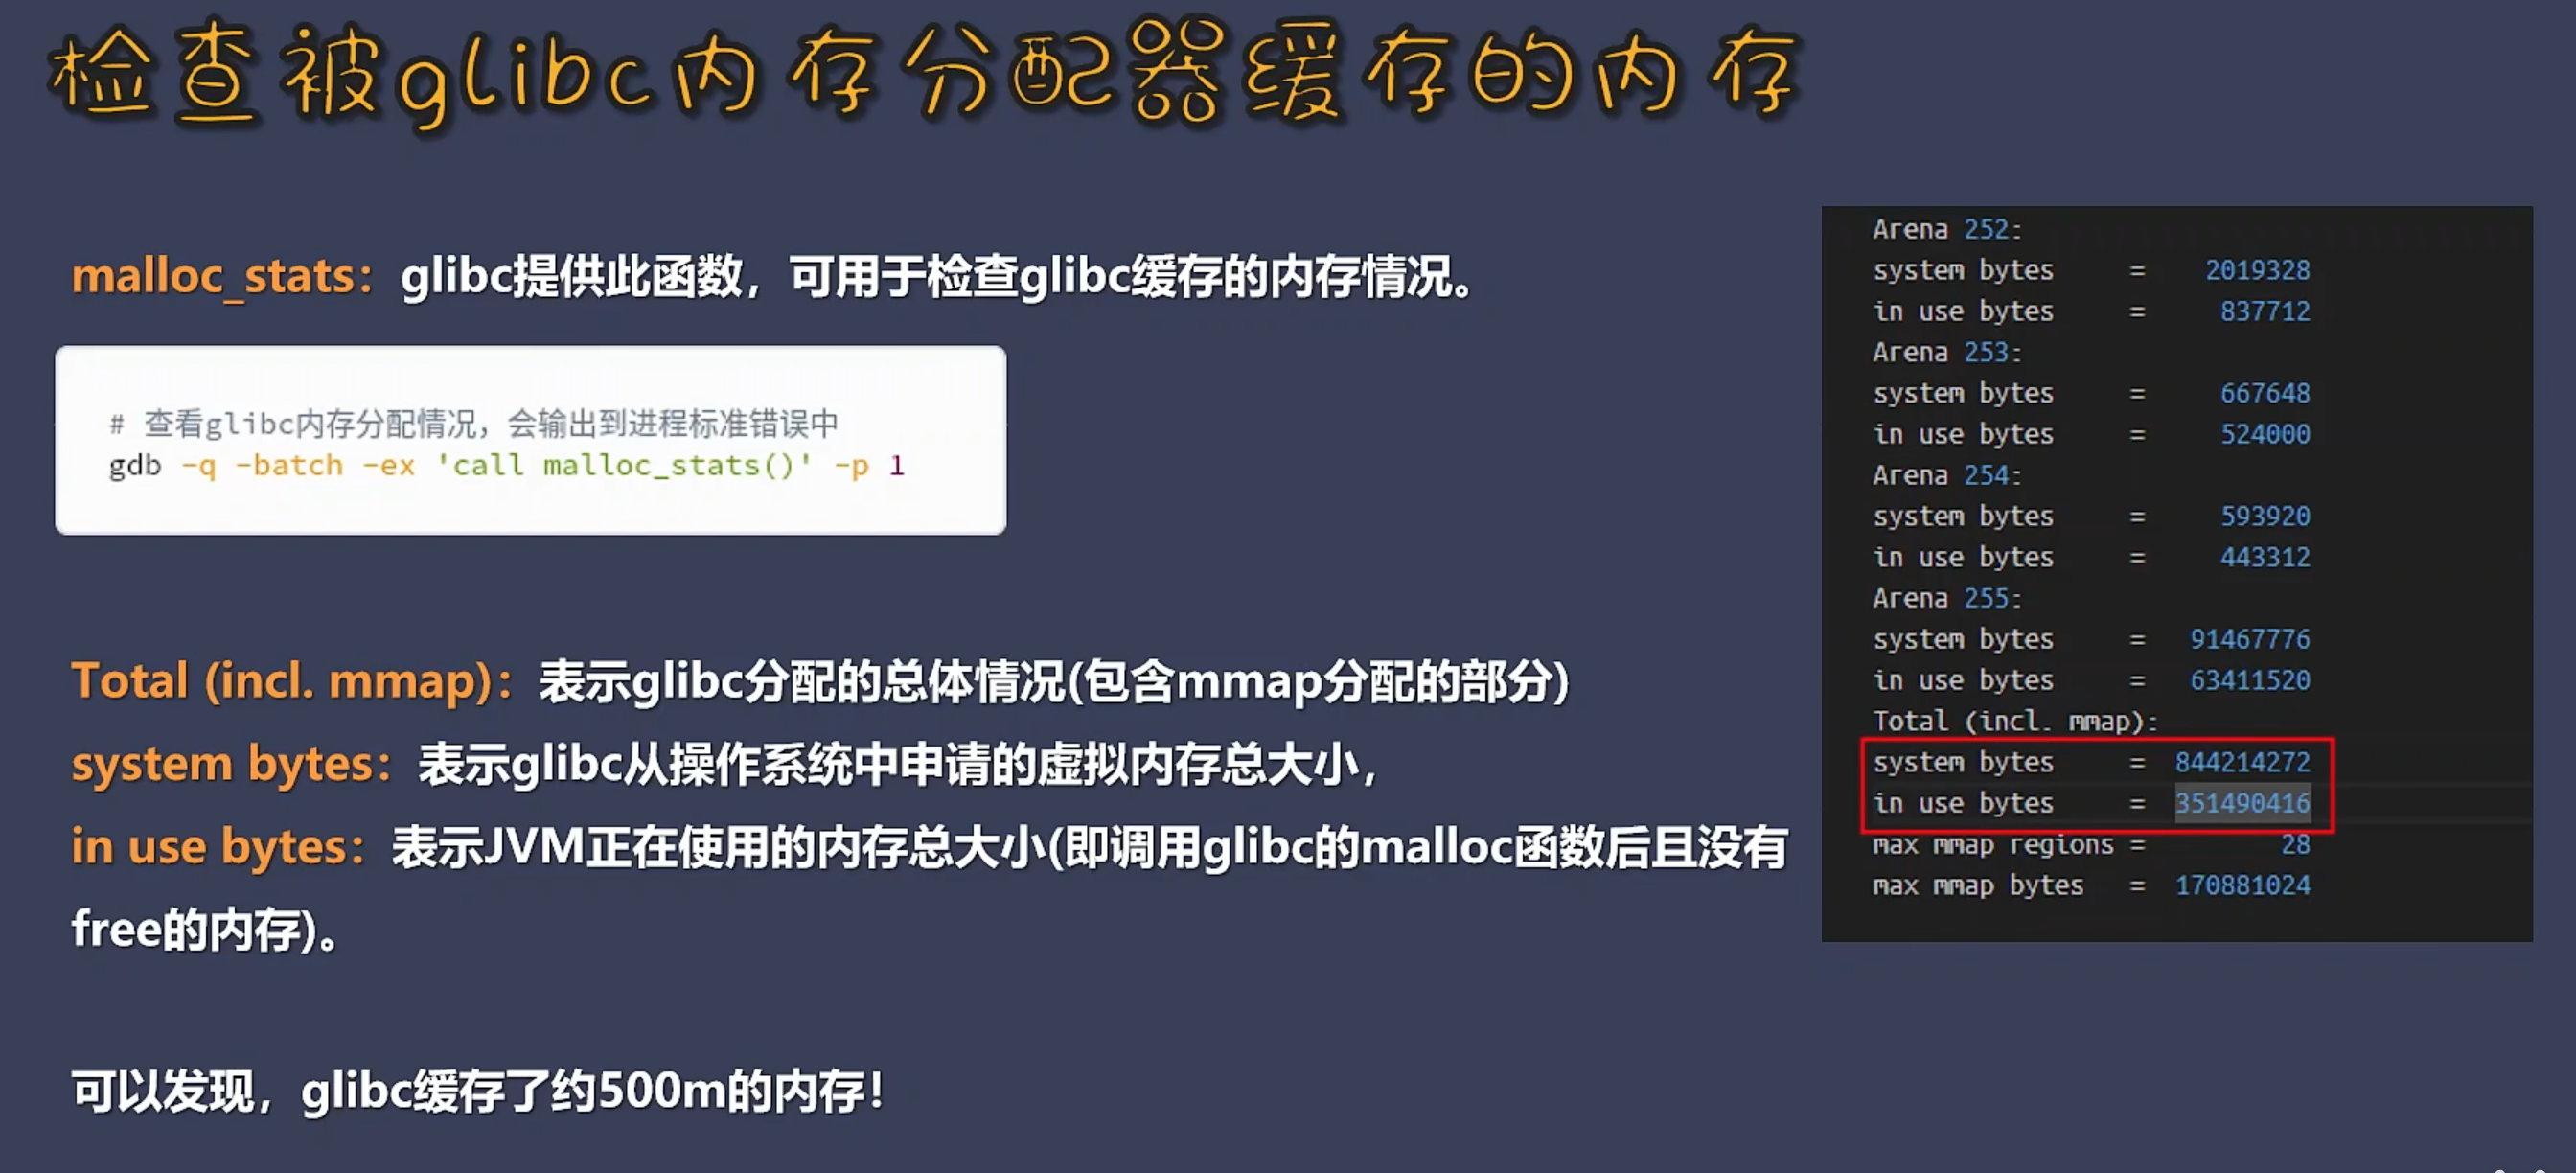 检查被glibc内存分配器缓存的内存
malloc_stats：glibc提供此函数，可用于检查glibc缓存的内存情况。
# 查看glibc内存分配情况，会输出到进程标准错误中
gdb -q -batch -ex 'call malloc_stats()' -p 1
Total (incl. mmap)：表示glibc分配的总体情况(包含mmap分配的部分)
system bytes：表示glibc从操作系统中申请的虚拟内存总大小，
in use bytes：表示JVM正在使用的内存总大小(即调用glibc的malloc函数后且没有
free的内存)。
可以发现，glibc缓存了约500m的内存！
Arena 252:
system bytes = 2019328
in use bytes = 837712
Arena 253:
system bytes = 667648
in use bytes = 524000
Arena 254:
system bytes = 593920
in use bytes = 443312
Arena 255:
system bytes = 91467776
in use bytes = 63411520
Total (incl. mmap):
system bytes = 844214272
in use bytes = 351490416
max mmap regions = 28
max mmap bytes = 170881024